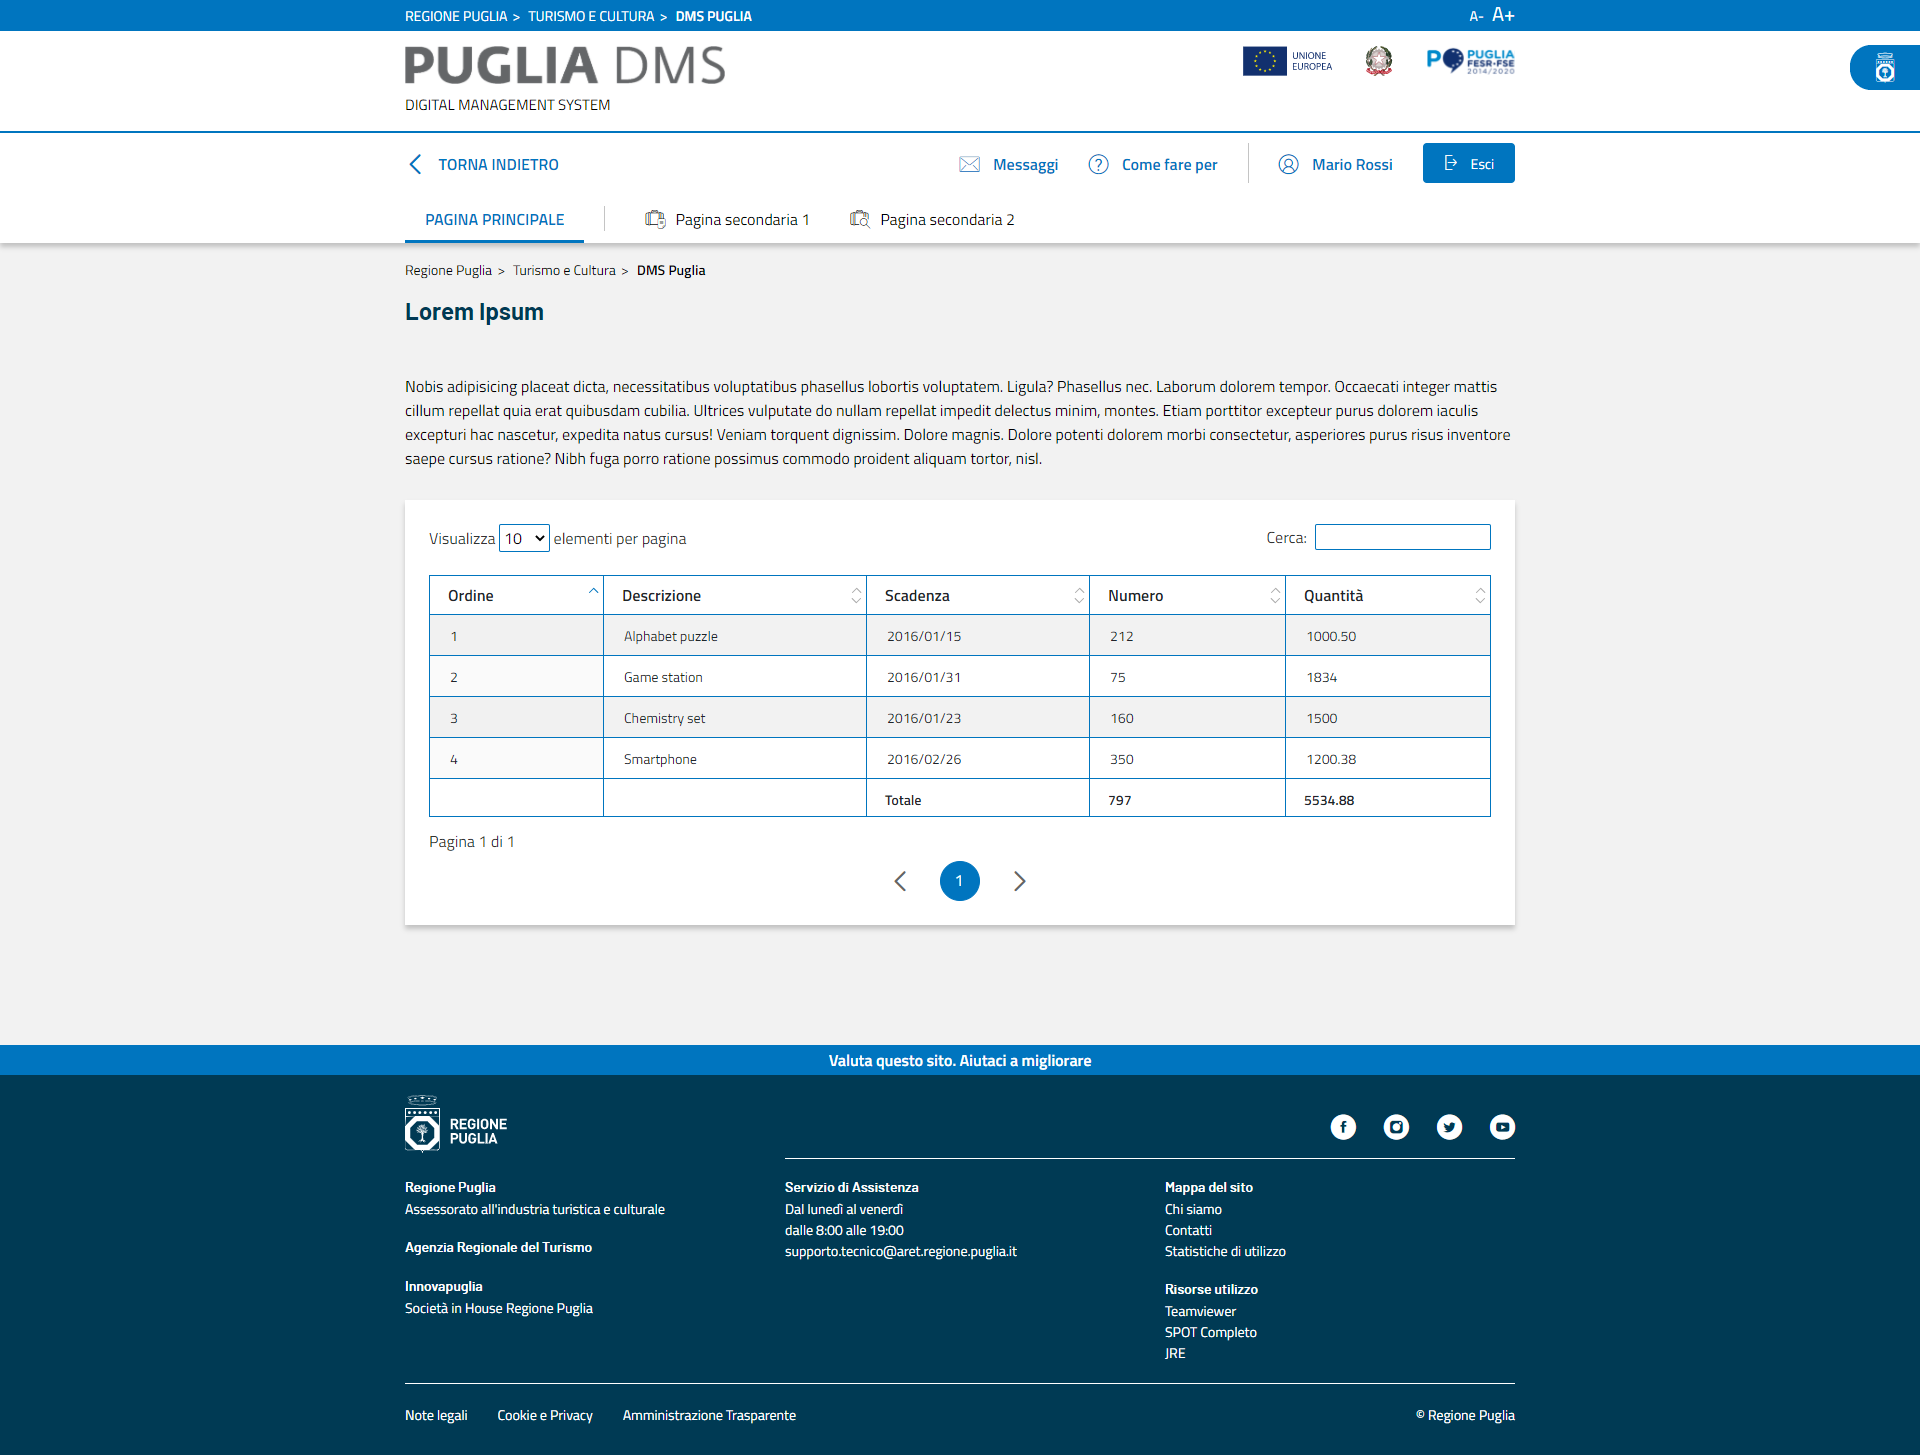 REGIONE PUGLIA > TURISMO E CULTURA > DMS PUGLIA
A- A+
PUGLIA DMS
DIGITAL MANAGEMENT SYSTEM
UNIONE
EUROPEA
PO PUGLIA
FESR-FSE
2014/2020
TORNA INDIETRO
Messaggi
Come fare per
Mario Rossi
Esci
PAGINA PRINCIPALE
Pagina secondaria 1
Pagina secondaria 2
Regione Puglia > Turismo e Cultura > DMS Puglia
Lorem Ipsum
Nobis adipisicing placeat dicta, necessitatibus voluptatibus phasellus lobortis voluptatem. Ligula? Phasellus nec. Laborum dolorem tempor. Occaecati integer mattis
cillum repellat quia erat quibusdam cubilia. Ultrices vulputate do nullam repellat impedit delectus minim, montes. Etiam porttitor excepteur purus dolorem iaculis
excepturi hac nascetur, expedita natus cursus! Veniam torquent dignissim. Dolore magnis. Dolore potenti dolorem morbi consectetur, asperiores purus risus inventore
saepe cursus ratione? Nibh fuga porro ratione possimus commodo proident aliquam tortor, nisl.
Visualizza 10 elementi per pagina
Cerca:
Ordine Descrizione Scadenza Numero Quantità
1 Alphabet puzzle 2016/01/15 212 1000.50
2 Game station 2016/01/31 75 1834
3 Chemistry set 2016/01/23 160 1500
4 Smartphone 2016/02/26 350 1200.38
Totale 797 5534.88
Pagina 1 di 1
1
Valuta questo sito. Aiutaci a migliorare
REGIONE
PUGLIA
Regione Puglia
Assessorato all'industria turistica e culturale
Agenzia Regionale del Turismo
Innovapuglia
Società in House Regione Puglia
Servizio di Assistenza
Dal lunedì al venerdì
dalle 8:00 alle 19:00
supporto.tecnico@aret.regione.puglia.it
Mappa del sito
Chi siamo
Contatti
Statistiche di utilizzo
Risorse utilizzo
Teamviewer
SPOT Completo
JRE
Note legali
Cookie e Privacy
Amministrazione Trasparente
© Regione Puglia